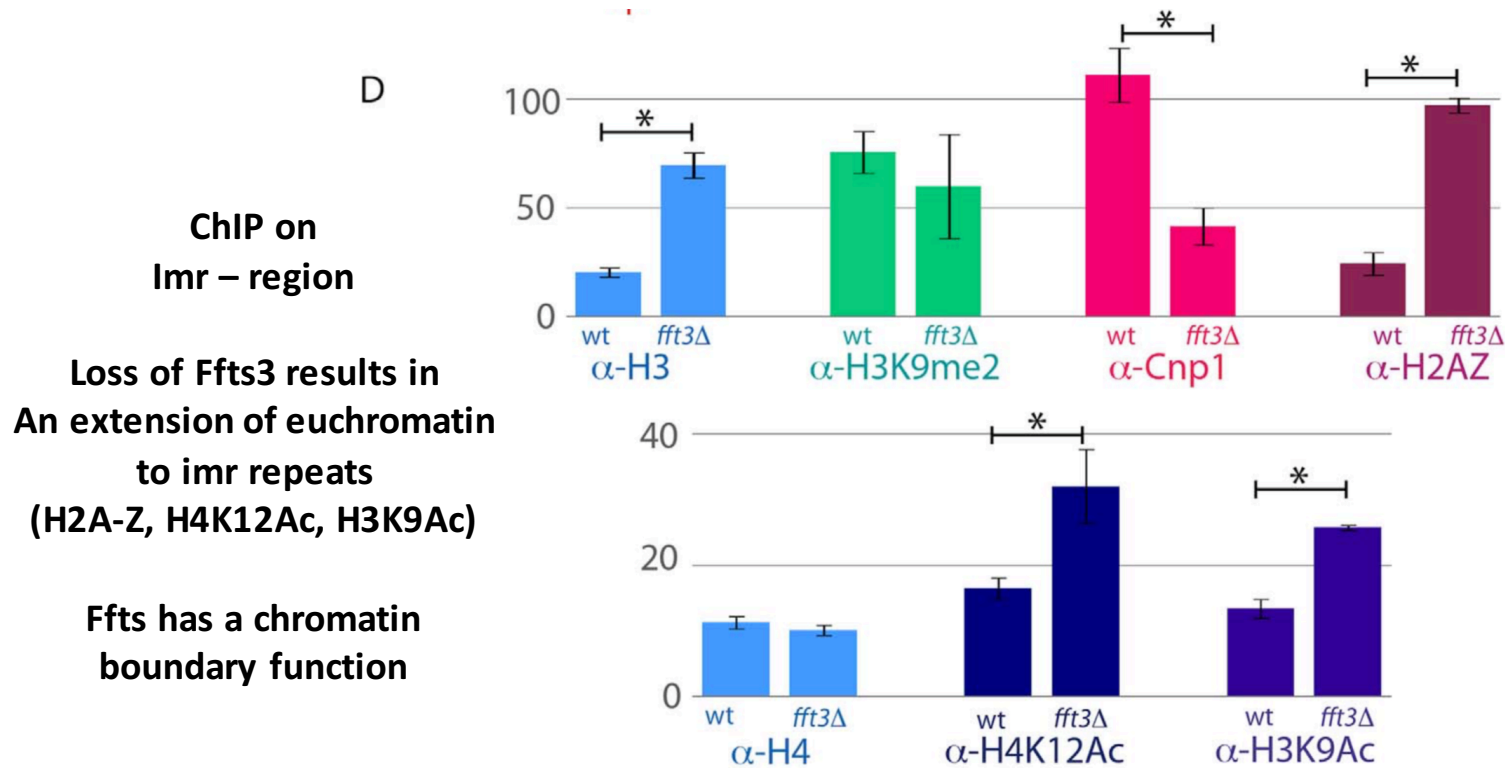 D
ChIP on
Imr – region
Loss of Ffts3 results in
An extension of euchromatin
to imr repeats
(H2A-Z, H4K12Ac, H3K9Ac)
Ffts has a chromatin
boundary function
100
50
0
* * *
wt fft3Δ wt fft3Δ wt fft3Δ wt fft3Δ
α-H3 α-H3K9me2 α-Cnp1 α-H2AZ
40
20
0
* *
wt fft3Δ wt fft3Δ wt fft3Δ
α-H4 α-H4K12Ac α-H3K9Ac